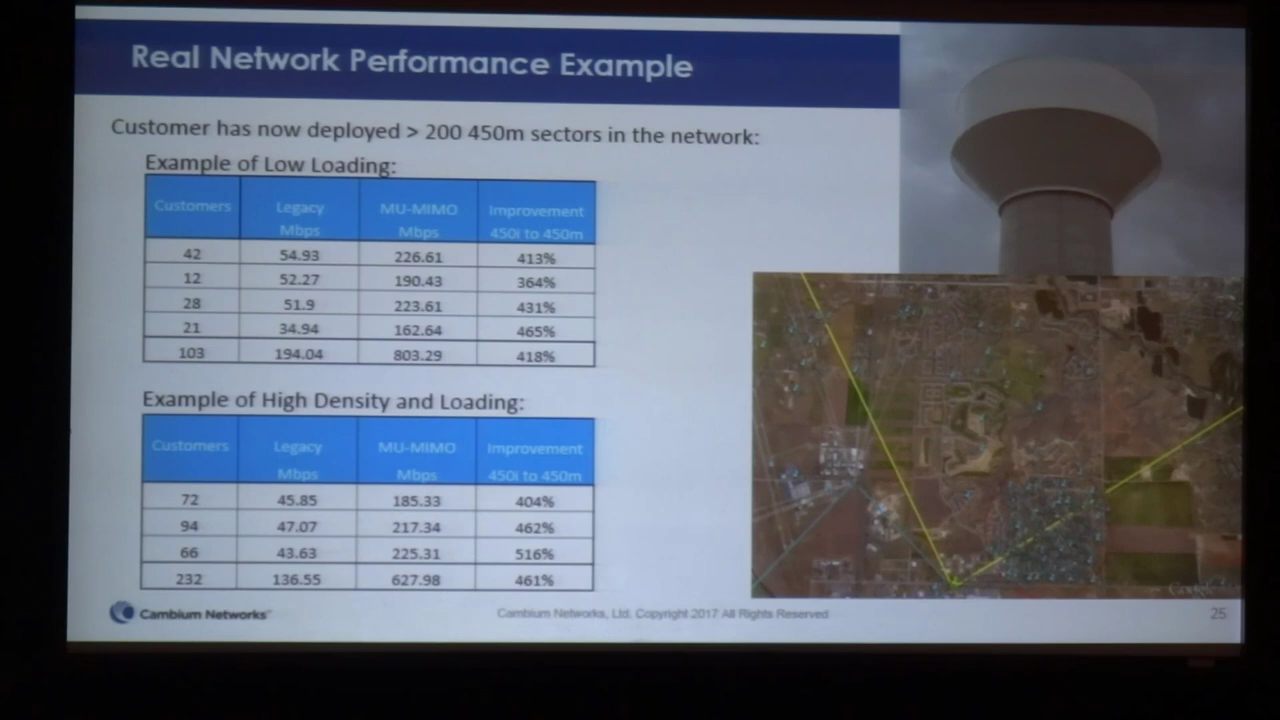 Real Network Performance Example
Customer has now deployed > 200 450m sectors in the network:
Example of Low Loading:
Customers Legacy Mbps MU-MIMO Mbps Improvement 450i to 450m
42 54.93 226.61 413%
12 52.27 190.43 364%
28 51.9 223.61 431%
21 34.94 162.64 465%
103 194.04 803.29 418%
Example of High Density and Loading:
Customers Legacy Mbps MU-MIMO Mbps Improvement 450i to 450m
72 45.85 185.33 404%
94 47.07 217.34 462%
66 43.63 225.31 516%
232 136.55 627.98 461%
Cambium Networks™
Cambium Networks, Ltd. Copyright 2017 All Rights Reserved
25